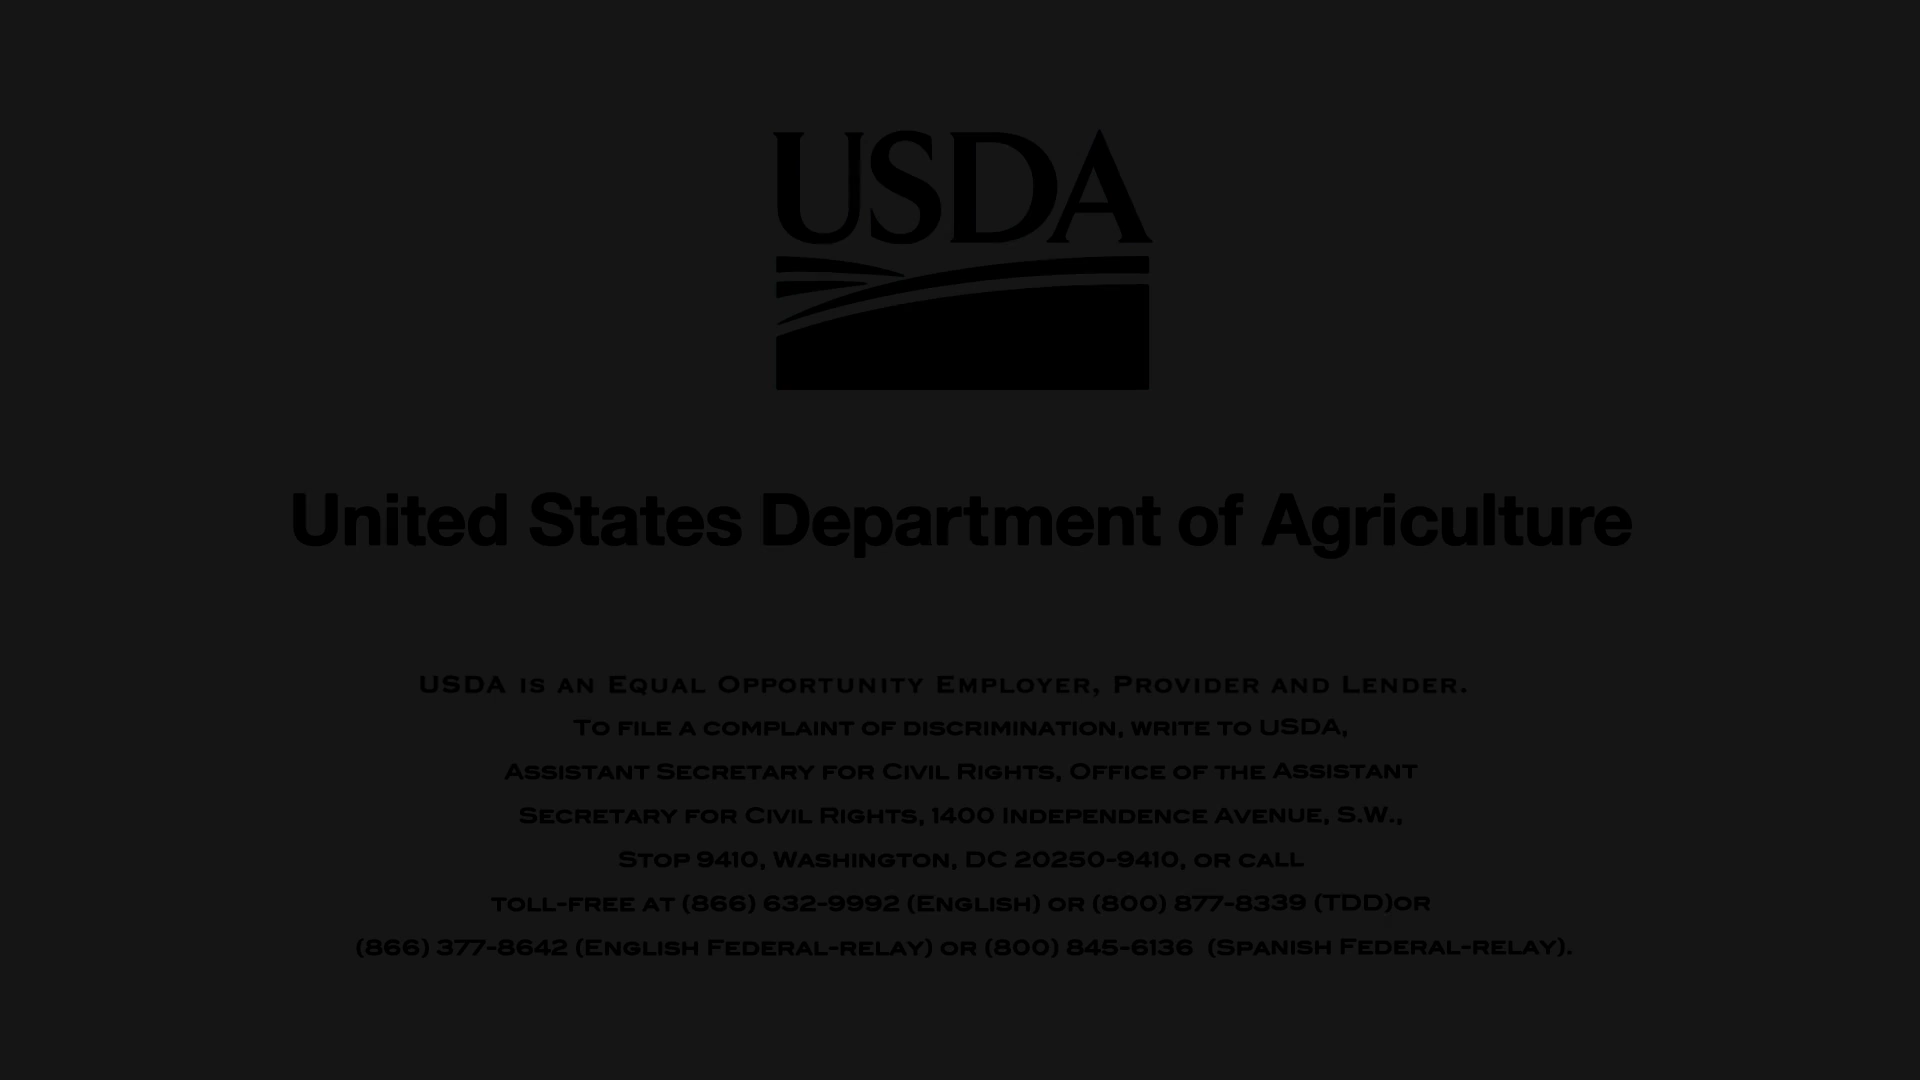 USDA
United States Department of Agriculture
USDA is an Equal Opportunity Employer, Provider and Lender.
To file a complaint of discrimination, write to USDA,
Assistant Secretary for Civil Rights, Office of the Assistant
Secretary for Civil Rights, 1400 Independence Avenue, S.W.,
Stop 9410, Washington, DC 20250-9410, or call
toll-free at (866) 632-9992 (English) or (800) 877-8339 (TDD)or
(866) 377-8642 (English Federal-relay) or (800) 845-6136 (Spanish Federal-relay).